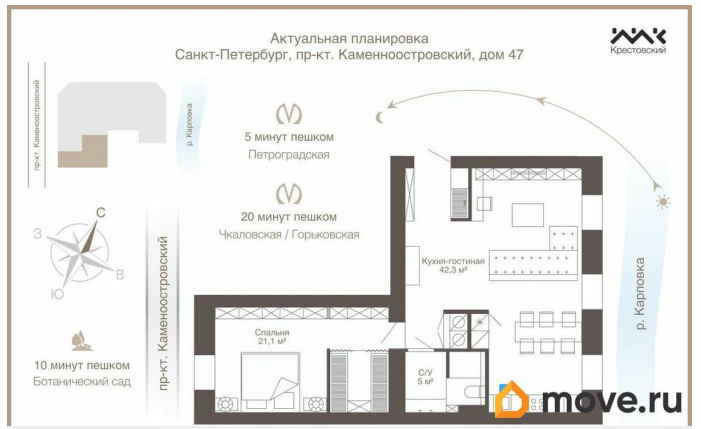 Актуальная планировка
Санкт-Петербург, пр-кт. Каменноостровский, дом 47
Крестовский
пр-кт. Каменоостровский
р. Карповка
5 минут пешком
Петроградская
20 минут пешком
Чкаловская / Горьковская
С
З
В
Ю
10 минут пешком
Ботанический сад
пр-кт. Каменоостровский
Кухня-гостиная
42,3 м²
Спальня
21,1 м²
С/У
5 м²
р. Карповка
move.ru